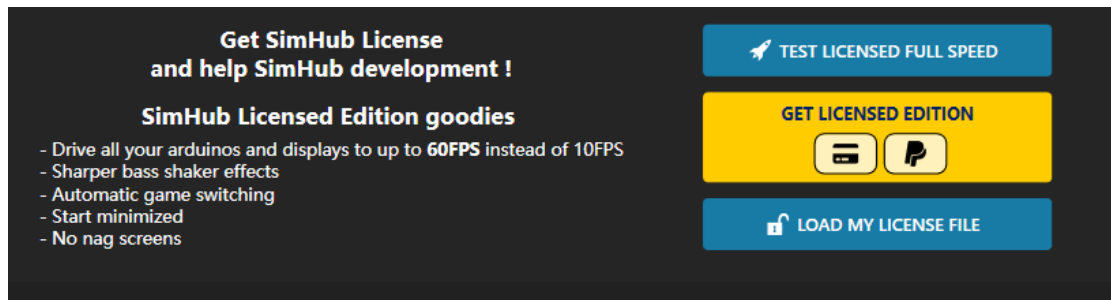 Get SimHub License
and help SimHub development !
SimHub Licensed Edition goodies
- Drive all your arduinos and displays to up to 60FPS instead of 10FPS
- Sharper bass shaker effects
- Automatic game switching
- Start minimized
- No nag screens
TEST LICENSED FULL SPEED
GET LICENSED EDITION
LOAD MY LICENSE FILE